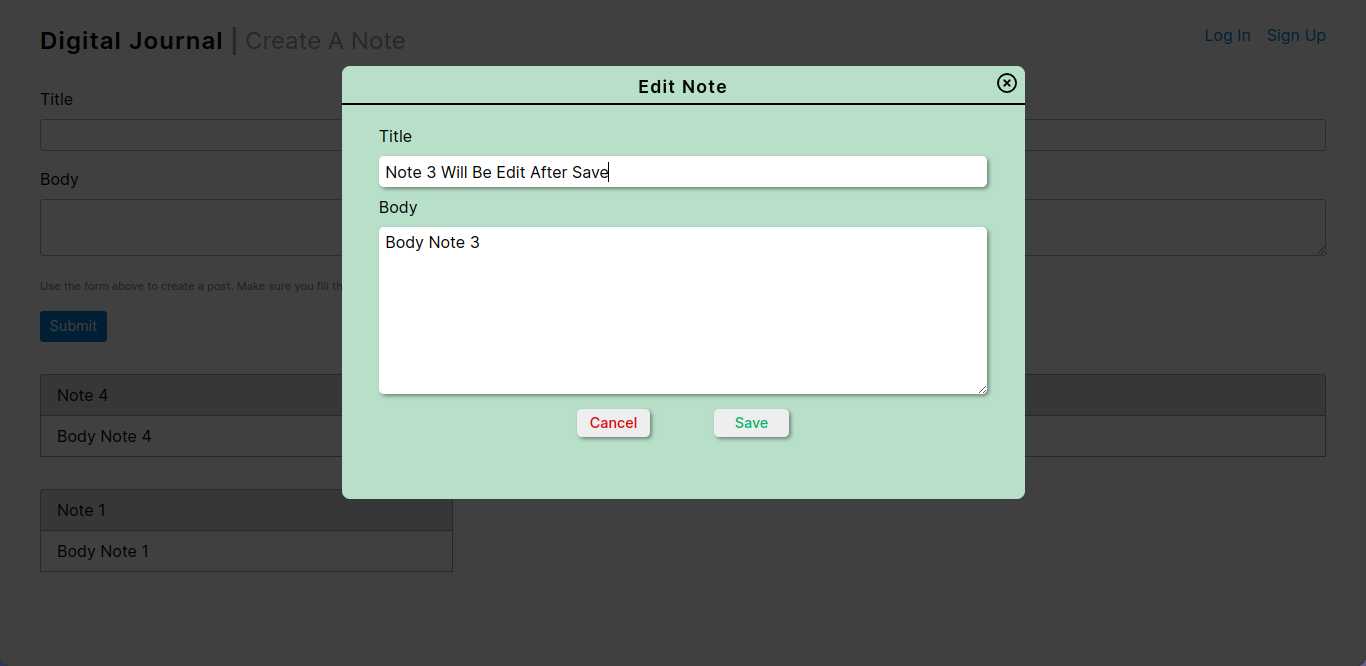 Digital Journal | Create A Note
Log In Sign Up
Title
Body
Use the form above to create a post. Make sure you fill th
Submit
Note 4
Body Note 4
Note 1
Body Note 1
Edit Note
Title
Note 3 Will Be Edit After Save
Body
Body Note 3
Cancel Save